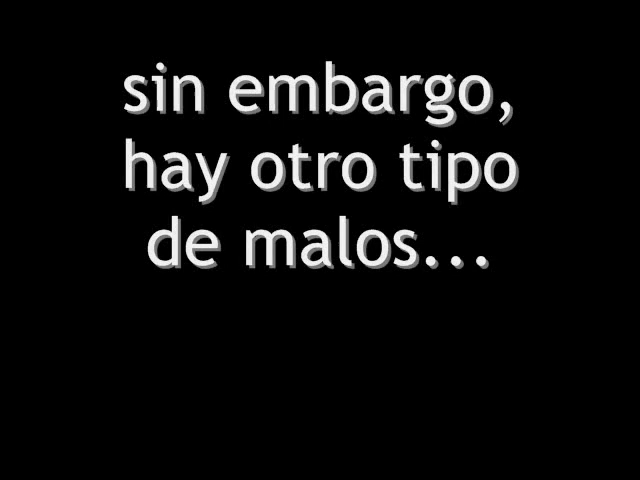 sin embargo,
hay otro tipo
de malos...